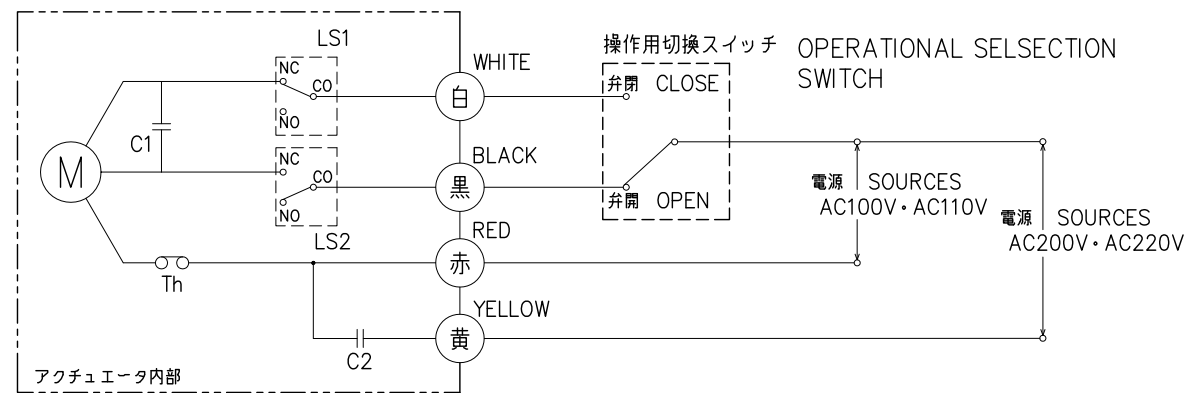 LS1
NC
CO
NO
C1
M
NC
CO
NO
LS2
Th
C2
アクチュエータ内部
WHITE
白
BLACK
黒
RED
赤
YELLOW
黄
操作用切換スイッチ
OPERATIONAL SELSECTION
SWITCH
弁閉 CLOSE
弁開 OPEN
電源 SOURCES
AC100V・AC110V
電源 SOURCES
AC200V・AC220V